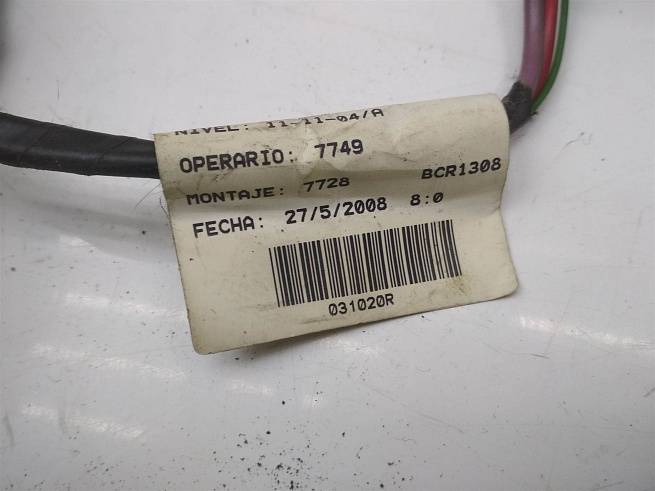 NIVEL: 11-11-04/A
OPERARIO: 7749
MONTAJE: 7728 BCR1308
FECHA: 27/5/2008 8:0
031020R